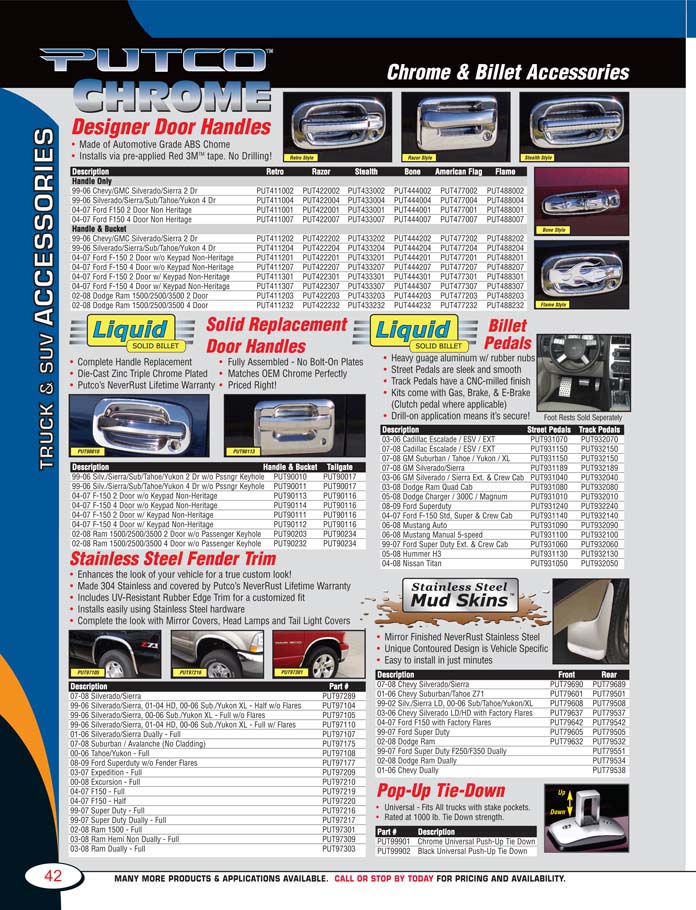 PUTCO™
CHROME
Chrome & Billet Accessories
TRUCK & SUV ACCESSORIES
Designer Door Handles
• Made of Automotive Grade ABS Chome
• Installs via pre-applied Red 3M™ tape. No Drilling!
Retro Style
Razor Style
Stealth Style
Bone Style
Flame Style
Description Retro Razor Stealth Bone American Flag Flame
Handle Only
99-06 Chevy/GMC Silverado/Sierra 2 Dr PUT411002 PUT422002 PUT433002 PUT444002 PUT477002 PUT488002
99-06 Silverado/Sierra/Sub/Tahoe/Yukon 4 Dr PUT411004 PUT422004 PUT433004 PUT444004 PUT477004 PUT488004
04-07 Ford F150 2 Door Non Heritage PUT411001 PUT422001 PUT433001 PUT444001 PUT477001 PUT488001
04-07 Ford F150 4 Door Non Heritage PUT411007 PUT422007 PUT433007 PUT444007 PUT477007 PUT488007
Handle & Bucket
99-06 Chevy/GMC Silverado/Sierra 2 Dr PUT411202 PUT422202 PUT433202 PUT444202 PUT477202 PUT488202
99-06 Silverado/Sierra/Sub/Tahoe/Yukon 4 Dr PUT411204 PUT422204 PUT433204 PUT444204 PUT477204 PUT488204
04-07 Ford F-150 2 Door w/o Keypad Non-Heritage PUT411201 PUT422201 PUT433201 PUT444201 PUT477201 PUT488201
04-07 Ford F-150 4 Door w/o Keypad Non-Heritage PUT411207 PUT422207 PUT433207 PUT444207 PUT477207 PUT488207
04-07 Ford F-150 2 Door w/ Keypad Non-Heritage PUT411301 PUT422301 PUT433301 PUT444301 PUT477301 PUT488301
04-07 Ford F-150 4 Door w/ Keypad Non-Heritage PUT411307 PUT422307 PUT433307 PUT444307 PUT477307 PUT488307
02-08 Dodge Ram 1500/2500/3500 2 Door PUT411203 PUT422203 PUT433203 PUT444203 PUT477203 PUT488203
02-08 Dodge Ram 1500/2500/3500 4 Door PUT411232 PUT422232 PUT433232 PUT444232 PUT477232 PUT488232
Liquid
SOLID BILLET
Solid Replacement
Door Handles
• Complete Handle Replacement
• Die-Cast Zinc Triple Chrome Plated
• Putco's NeverRust Lifetime Warranty
• Fully Assembled - No Bolt-On Plates
• Matches OEM Chrome Perfectly
• Priced Right!
PUT90010
PUT90113
Description Handle & Bucket Tailgate
99-06 Silv./Sierra/Sub/Tahoe/Yukon 2 Dr w/o Pssngr Keyhole PUT90010 PUT90017
99-06 Silv./Sierra/Sub/Tahoe/Yukon 4 Dr w/o Pssngr Keyhole PUT90011 PUT90017
04-07 F-150 2 Door w/o Keypad Non-Heritage PUT90113 PUT90116
04-07 F-150 4 Door w/o Keypad Non-Heritage PUT90114 PUT90116
04-07 F-150 2 Door w/ Keypad Non-Heritage PUT90111 PUT90116
04-07 F-150 4 Door w/ Keypad Non-Heritage PUT90112 PUT90116
02-08 Ram 1500/2500/3500 2 Door w/o Passenger Keyhole PUT90203 PUT90234
02-08 Ram 1500/2500/3500 4 Door w/o Passenger Keyhole PUT90232 PUT90234
Liquid
SOLID BILLET
Billet
Pedals
• Heavy guage aluminum w/ rubber nubs
• Street Pedals are sleek and smooth
• Track Pedals have a CNC-milled finish
• Kits come with Gas, Brake, & E-Brake
(Clutch pedal where applicable)
• Drill-on application means it's secure!
Foot Rests Sold Seperately
Description Street Pedals Track Pedals
03-06 Cadillac Escalade / ESV / EXT PUT931070 PUT932070
07-08 Cadillac Escalade / ESV / EXT PUT931150 PUT932150
07-08 GM Suburban / Tahoe / Yukon / XL PUT931150 PUT932150
07-08 GM Silverado/Sierra PUT931189 PUT932189
03-06 GM Silverado / Sierra Ext. & Crew Cab PUT931040 PUT932040
03-08 Dodge Ram Quad Cab PUT931080 PUT932080
05-08 Dodge Charger / 300C / Magnum PUT931010 PUT932010
08-09 Ford Superduty PUT931240 PUT932240
04-07 Ford F-150 Std, Super & Crew Cab PUT931140 PUT932140
06-08 Mustang Auto PUT931090 PUT932090
06-08 Mustang Manual 5-speed PUT931100 PUT932100
99-07 Ford Super Duty Ext. & Crew Cab PUT931060 PUT932060
05-08 Hummer H3 PUT931130 PUT932130
04-08 Nissan Titan PUT931050 PUT932050
Stainless Steel Fender Trim
• Enhances the look of your vehicle for a true custom look!
• Made 304 Stainless and covered by Putco's NeverRust Lifetime Warranty
• Includes UV-Resistant Rubber Edge Trim for a customized fit
• Installs easily using Stainless Steel hardware
• Complete the look with Mirror Covers, Head Lamps and Tail Light Covers
PUT97105
PUT97216
PUT97301
Description Part #
07-08 Silverado/Sierra PUT97289
99-06 Silverado/Sierra, 01-04 HD, 00-06 Sub./Yukon XL - Half w/o Flares PUT97104
99-06 Silverado/Sierra, 00-06 Sub./Yukon XL - Full w/o Flares PUT97105
99-06 Silverado/Sierra, 01-04 HD, 00-06 Sub./Yukon XL - Full w/ Flares PUT97110
01-06 Silverado/Sierra Dually - Full PUT97107
07-08 Suburban / Avalanche (No Cladding) PUT97175
00-06 Tahoe/Yukon - Full PUT97108
08-09 Ford Superduty w/o Fender Flares PUT97177
03-07 Expedition - Full PUT97209
00-08 Excursion - Full PUT97210
04-07 F150 - Full PUT97219
04-07 F150 - Half PUT97220
99-07 Super Duty - Full PUT97216
99-07 Super Duty Dually - Full PUT97217
02-08 Ram 1500 - Full PUT97301
03-08 Ram Hemi Non Dually - Full PUT97309
03-08 Ram Dually - Full PUT97303
Stainless Steel
Mud Skins™
• Mirror Finished NeverRust Stainless Steel
• Unique Contoured Design is Vehicle Specific
• Easy to install in just minutes
Description Front Rear
07-08 Chevy Silverado/Sierra PUT79690 PUT79689
01-06 Chevy Suburban/Tahoe Z71 PUT79601 PUT79501
99-02 Silv./Sierra LD, 00-06 Sub/Tahoe/Yukon/XL PUT79608 PUT79508
03-06 Chevy Silverado LD/HD with Factory Flares PUT79637 PUT79537
04-07 Ford F150 with Factory Flares PUT79642 PUT79542
99-07 Ford Super Duty PUT79605 PUT79505
02-08 Dodge Ram PUT79632 PUT79532
99-07 Ford Super Duty F250/F350 Dually PUT79551
02-08 Dodge Ram Dually PUT79534
01-06 Chevy Dually PUT79538
Pop-Up Tie-Down
• Universal - Fits All trucks with stake pockets.
• Rated at 1000 lb. Tie Down strength.
Up
Down
Part # Description
PUT99901 Chrome Universal Push-Up Tie Down
PUT99902 Black Universal Push-Up Tie Down
42
MANY MORE PRODUCTS & APPLICATIONS AVAILABLE. CALL OR STOP BY TODAY FOR PRICING AND AVAILABILITY.